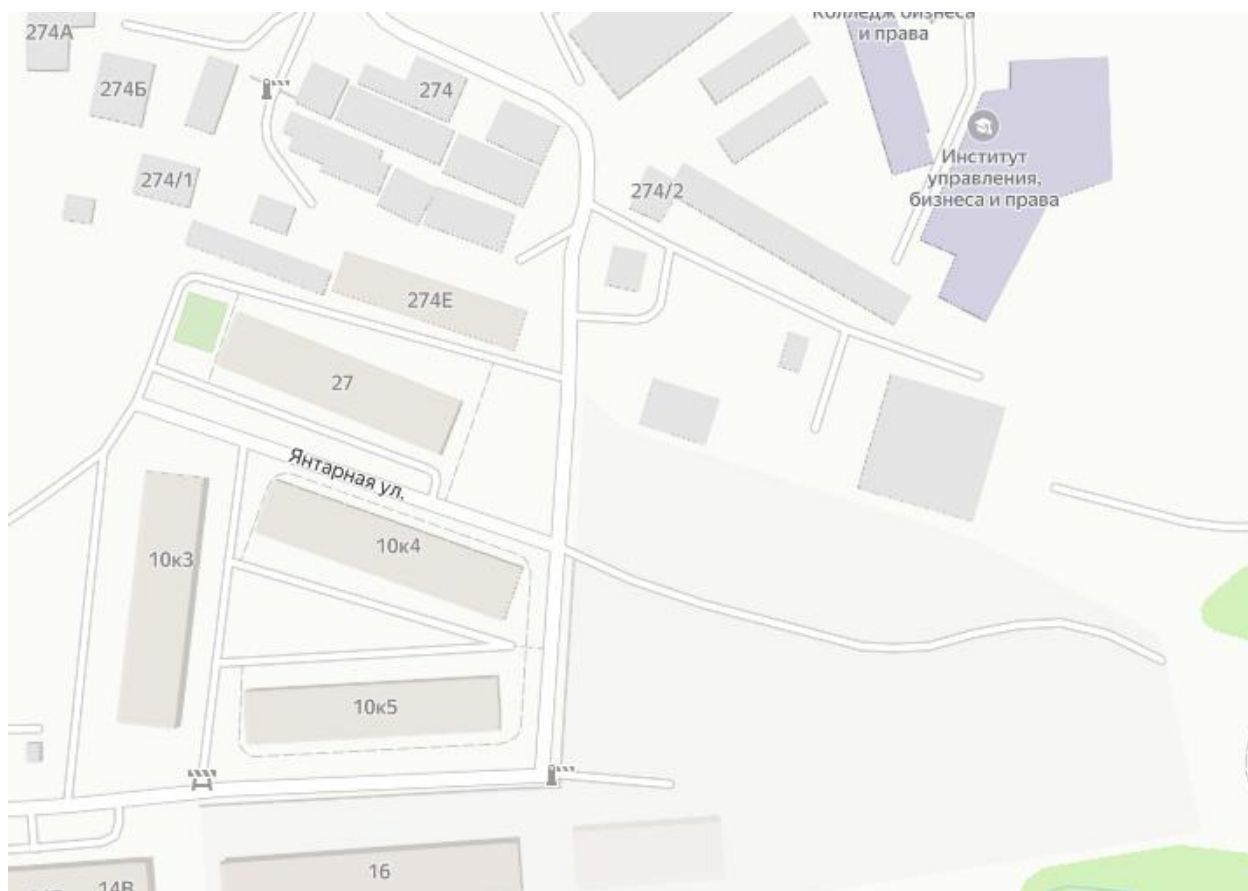 Колледж бизнеса
и права
274А
274Б
274
274/1
274/2
Институт
управления,
бизнеса и права
274Е
27
Янтарная ул.
10к4
10к3
10к5
16
14В